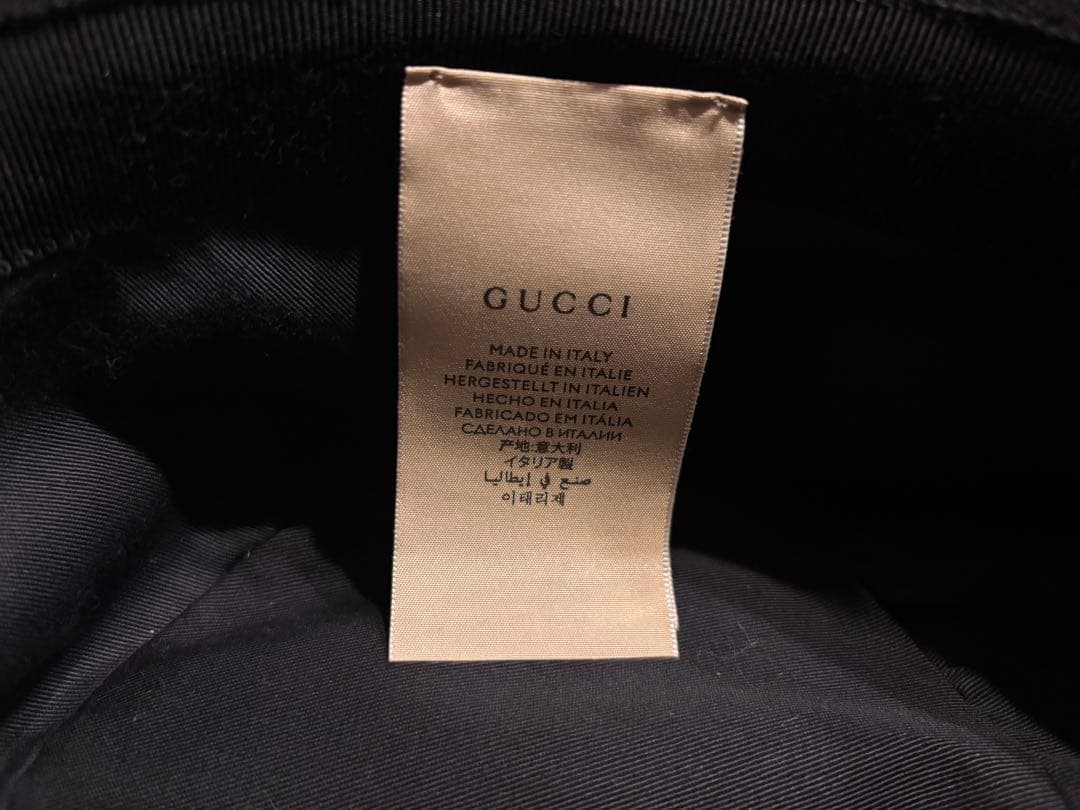 GUCCI
MADE IN ITALY
FABRIQUÉ EN ITALIE
HERGESTELLT IN ITALIEN
HECHO EN ITALIA
FABRICADO EM ITÁLIA
СДЕЛАНО В ИТАЛИИ
产地:意大利
イタリア製
صنع في إيطاليا
이태리제